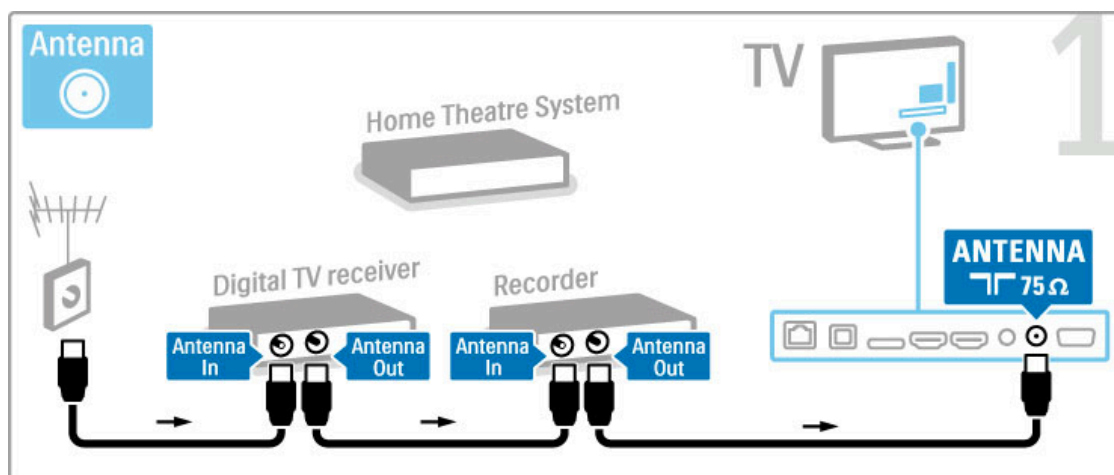 Antenna
TV
1
Home Theatre System
ANTENNA
75 Ω
Digital TV receiver
Recorder
Antenna
In
Antenna
Out
Antenna
In
Antenna
Out